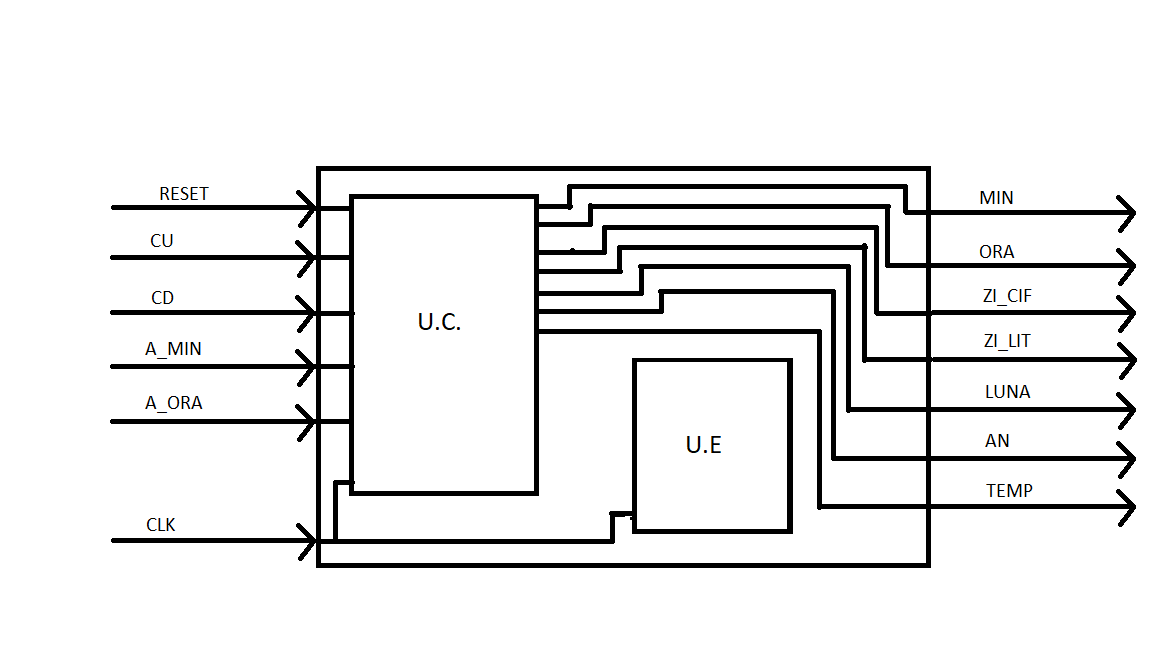 RESET
CU
CD
A_MIN
A_ORA
CLK
U.C.
U.E
MIN
ORA
ZI_CIF
ZI_LIT
LUNA
AN
TEMP